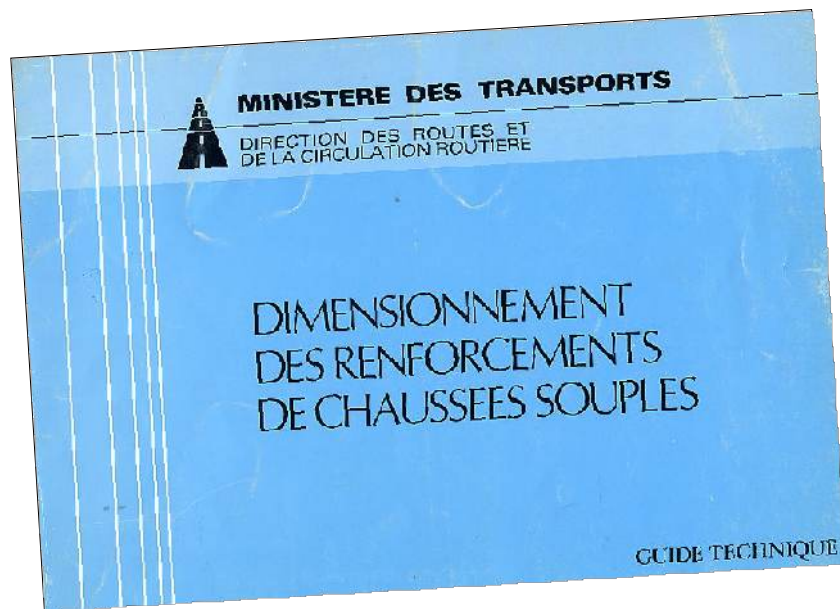 MINISTERE DES TRANSPORTS
DIRECTION DES ROUTES ET
DE LA CIRCULATION ROUTIERE
DIMENSIONNEMENT
DES RENFORCEMENTS
DE CHAUSSEES SOUPLES
GUIDE TECHNIQUE